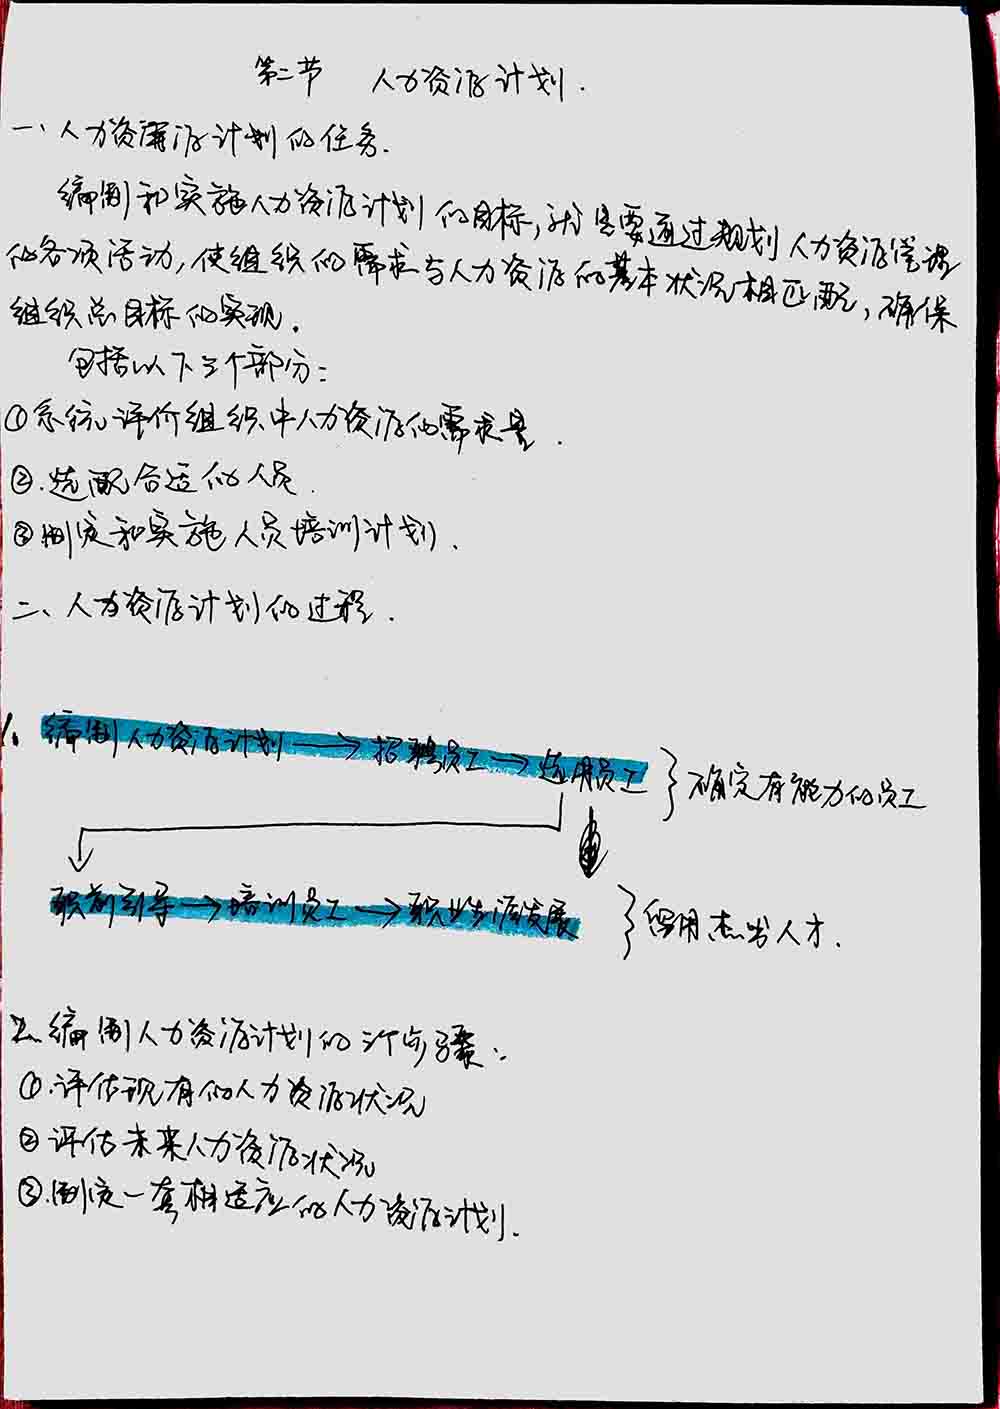 第二节 人力资源计划.
一、人力资源计划的任务.
编制和实施人力资源计划的目标,就是要通过规划人力资源管理
的各项活动,使组织的需求与人力资源的基本状况相匹配,确保
组织总目标的实现.
包括以下三个部分:
①系统评价组织中人力资源的需求量.
②.选配合适的人员.
③制定和实施人员培训计划.
二、人力资源计划的过程.
1. 编制人力资源计划→招聘员工→选用员工 }确定有能力的员工
职前引导→培训员工→职业生涯发展 }留用杰出人才.
2.编制人力资源计划的三个步骤:
①.评估现有的人力资源状况
②评估未来人力资源状况
③.制定一套相适应的人力资源计划.